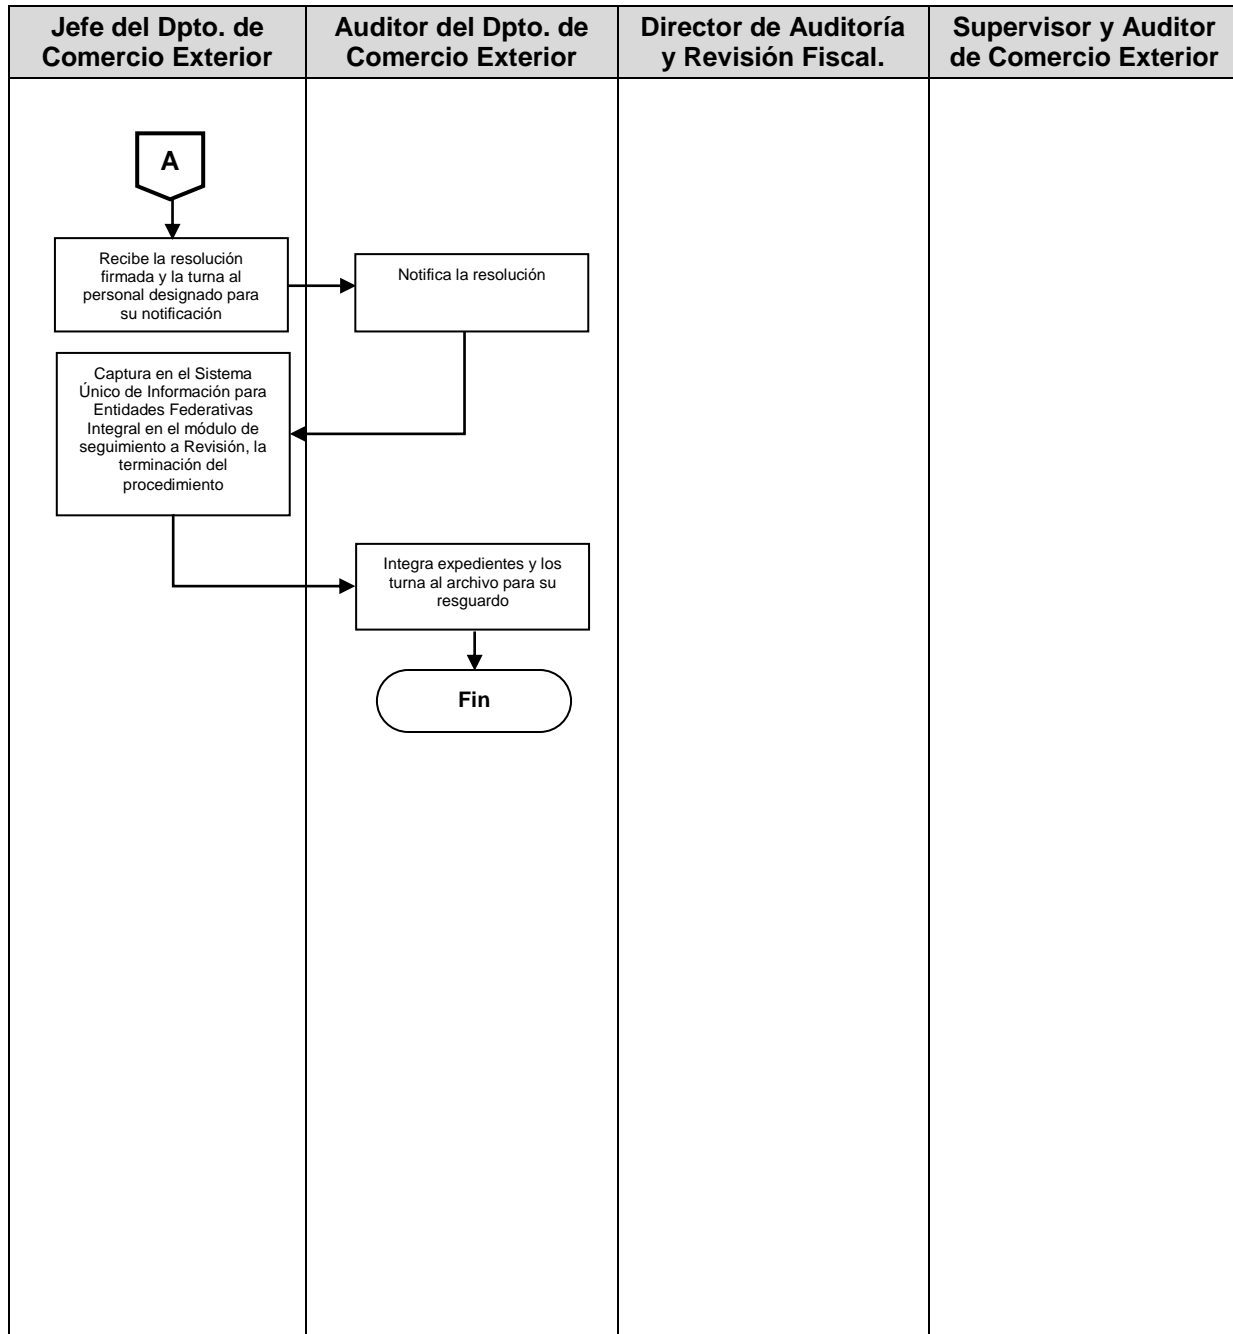 Jefe del Dpto. de
Comercio Exterior
Auditor del Dpto. de
Comercio Exterior
Director de Auditoría
y Revisión Fiscal.
Supervisor y Auditor
de Comercio Exterior
A
Recibe la resolución
firmada y la turna al
personal designado para
su notificación
Notifica la resolución
Captura en el Sistema
Único de Información para
Entidades Federativas
Integral en el módulo de
seguimiento a Revisión, la
terminación del
procedimiento
Integra expedientes y los
turna al archivo para su
resguardo
Fin